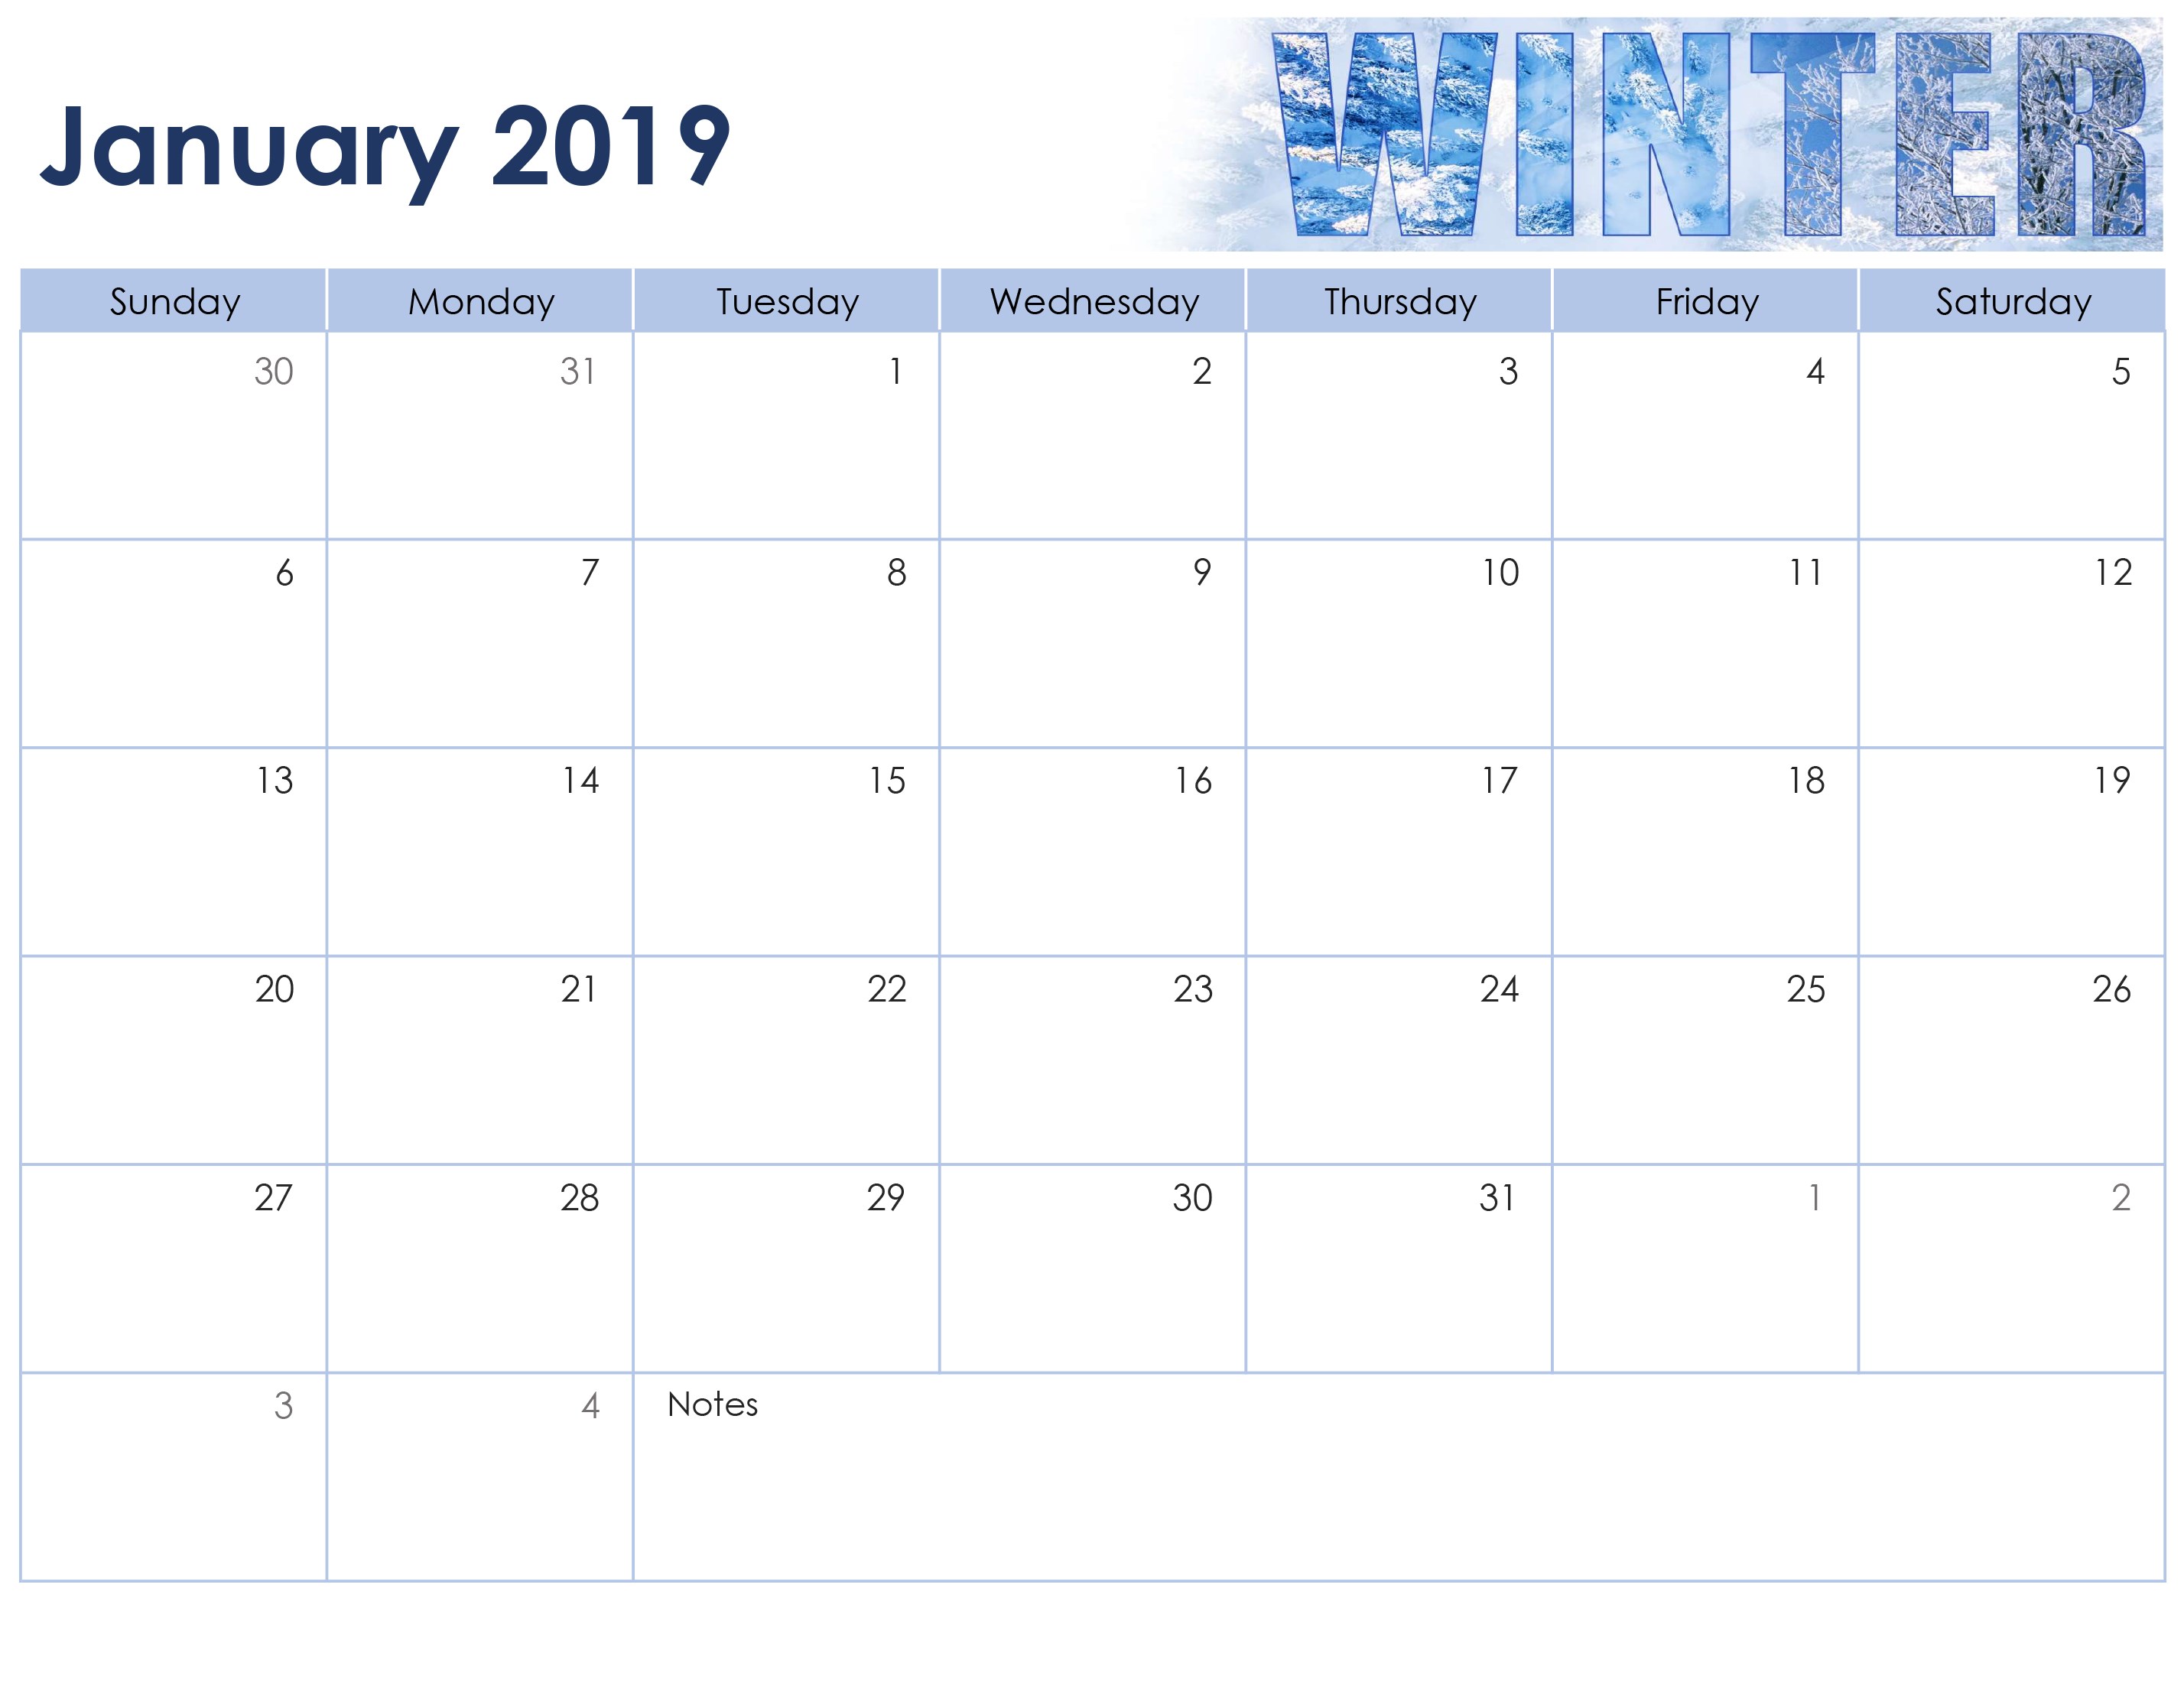 WINTER
January 2019
Sunday Monday Tuesday Wednesday Thursday Friday Saturday
30 31 1 2 3 4 5
6 7 8 9 10 11 12
13 14 15 16 17 18 19
20 21 22 23 24 25 26
27 28 29 30 31 1 2
3 4 Notes